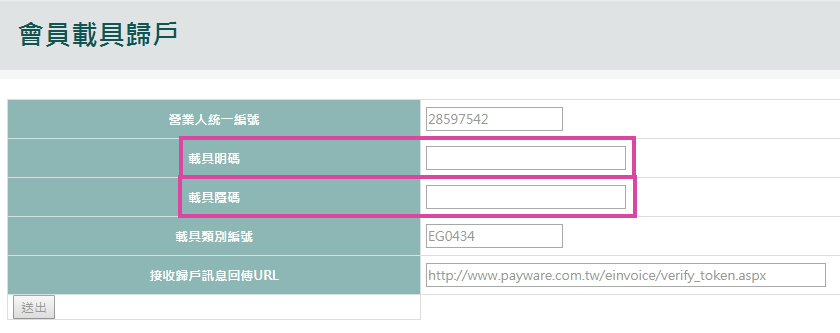 會員載具歸戶
營業人統一編號 28597542
載具明碼
載具隱碼
載具類別編號 EG0434
接收歸戶訊息回傳URL http://www.payware.com.tw/einvoice/verify_token.aspx
送出